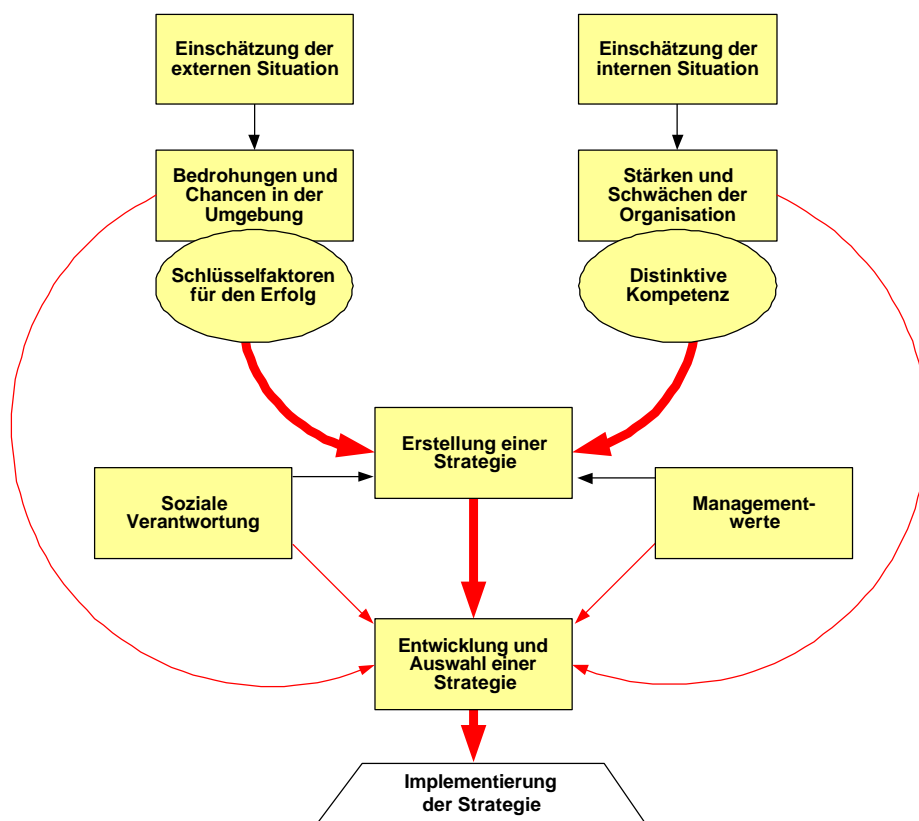 Einschätzung der
externen Situation
Einschätzung der
internen Situation
Bedrohungen und
Chancen in der
Umgebung
Stärken und
Schwächen der
Organisation
Schlüsselfaktoren
für den Erfolg
Distinktive
Kompetenz
Erstellung einer
Strategie
Soziale
Verantwortung
Management-
werte
Entwicklung und
Auswahl einer
Strategie
Implementierung
der Strategie